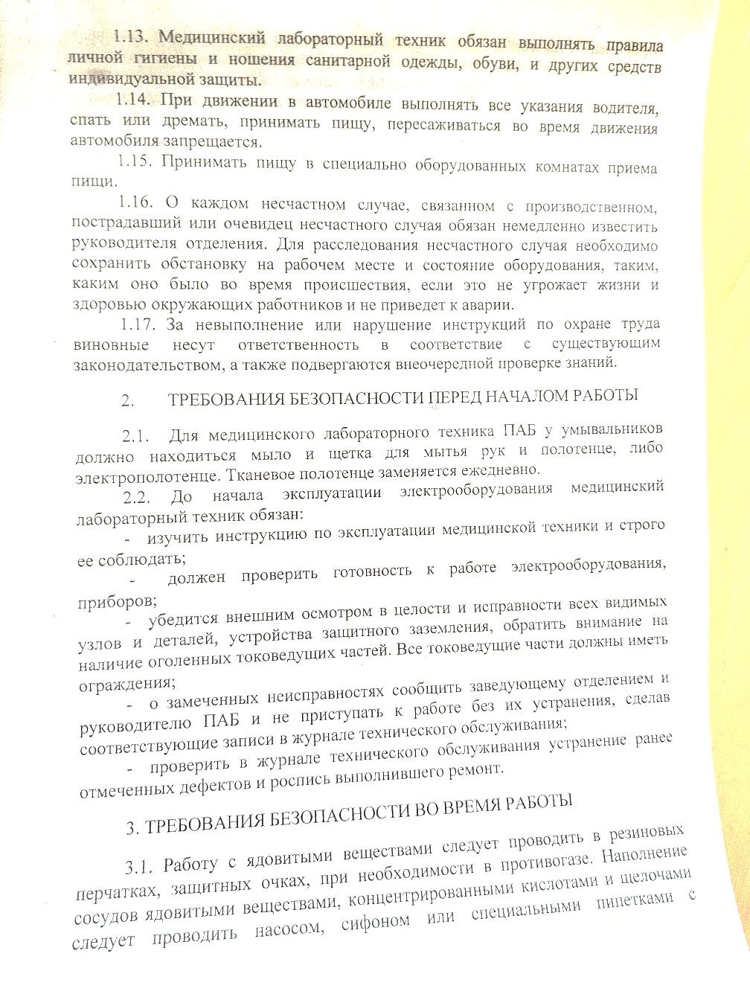 1.13. Медицинский лабораторный техник обязан выполнять правила
личной гигиены и ношения санитарной одежды, обуви, и других средств
индивидуальной защиты.
1.14. При движении в автомобиле выполнять все указания водителя,
спать или дремать, принимать пищу, пересаживаться во время движения
автомобиля запрещается.
1.15. Принимать пищу в специально оборудованных комнатах приема
пищи.
1.16. О каждом несчастном случае, связанном с производственном,
пострадавший или очевидец несчастного случая обязан немедленно известить
руководителя отделения. Для расследования несчастного случая необходимо
сохранить обстановку на рабочем месте и состояние оборудования, таким,
каким оно было во время происшествия, если это не угрожает жизни и
здоровью окружающих работников и не приведет к аварии.
1.17. За невыполнение или нарушение инструкций по охране труда
виновные несут ответственность в соответствие с существующим
законодательством, а также подвергаются внеочередной проверке знаний.
2. ТРЕБОВАНИЯ БЕЗОПАСНОСТИ ПЕРЕД НАЧАЛОМ РАБОТЫ
2.1. Для медицинского лабораторного техника ПАБ у умывальников
должно находиться мыло и щетка для мытья рук и полотенце, либо
электрополотенце. Тканевое полотенце заменяется ежедневно.
2.2. До начала эксплуатации электрооборудования медицинский
лабораторный техник обязан:
- изучить инструкцию по эксплуатации медицинской техники и строго
ее соблюдать;
- должен проверить готовность к работе электрооборудования,
приборов;
- убедится внешним осмотром в целости и исправности всех видимых
узлов и деталей, устройства защитного заземления, обратить внимание на
наличие оголенных токоведущих частей. Все токоведущие части должны иметь
ограждения;
- о замеченных неисправностях сообщить заведующему отделением и
руководителю ПАБ и не приступать к работе без их устранения, сделав
соответствующие записи в журнале технического обслуживания;
- проверить в журнале технического обслуживания устранение ранее
отмеченных дефектов и роспись выполнившего ремонт.
3. ТРЕБОВАНИЯ БЕЗОПАСНОСТИ ВО ВРЕМЯ РАБОТЫ
3.1. Работу с ядовитыми веществами следует проводить в резиновых
перчатках, защитных очках, при необходимости в противогазе. Наполнение
сосудов ядовитыми веществами, концентрированными кислотами и щелочами
следует проводить насосом, сифоном или специальными пипетками с